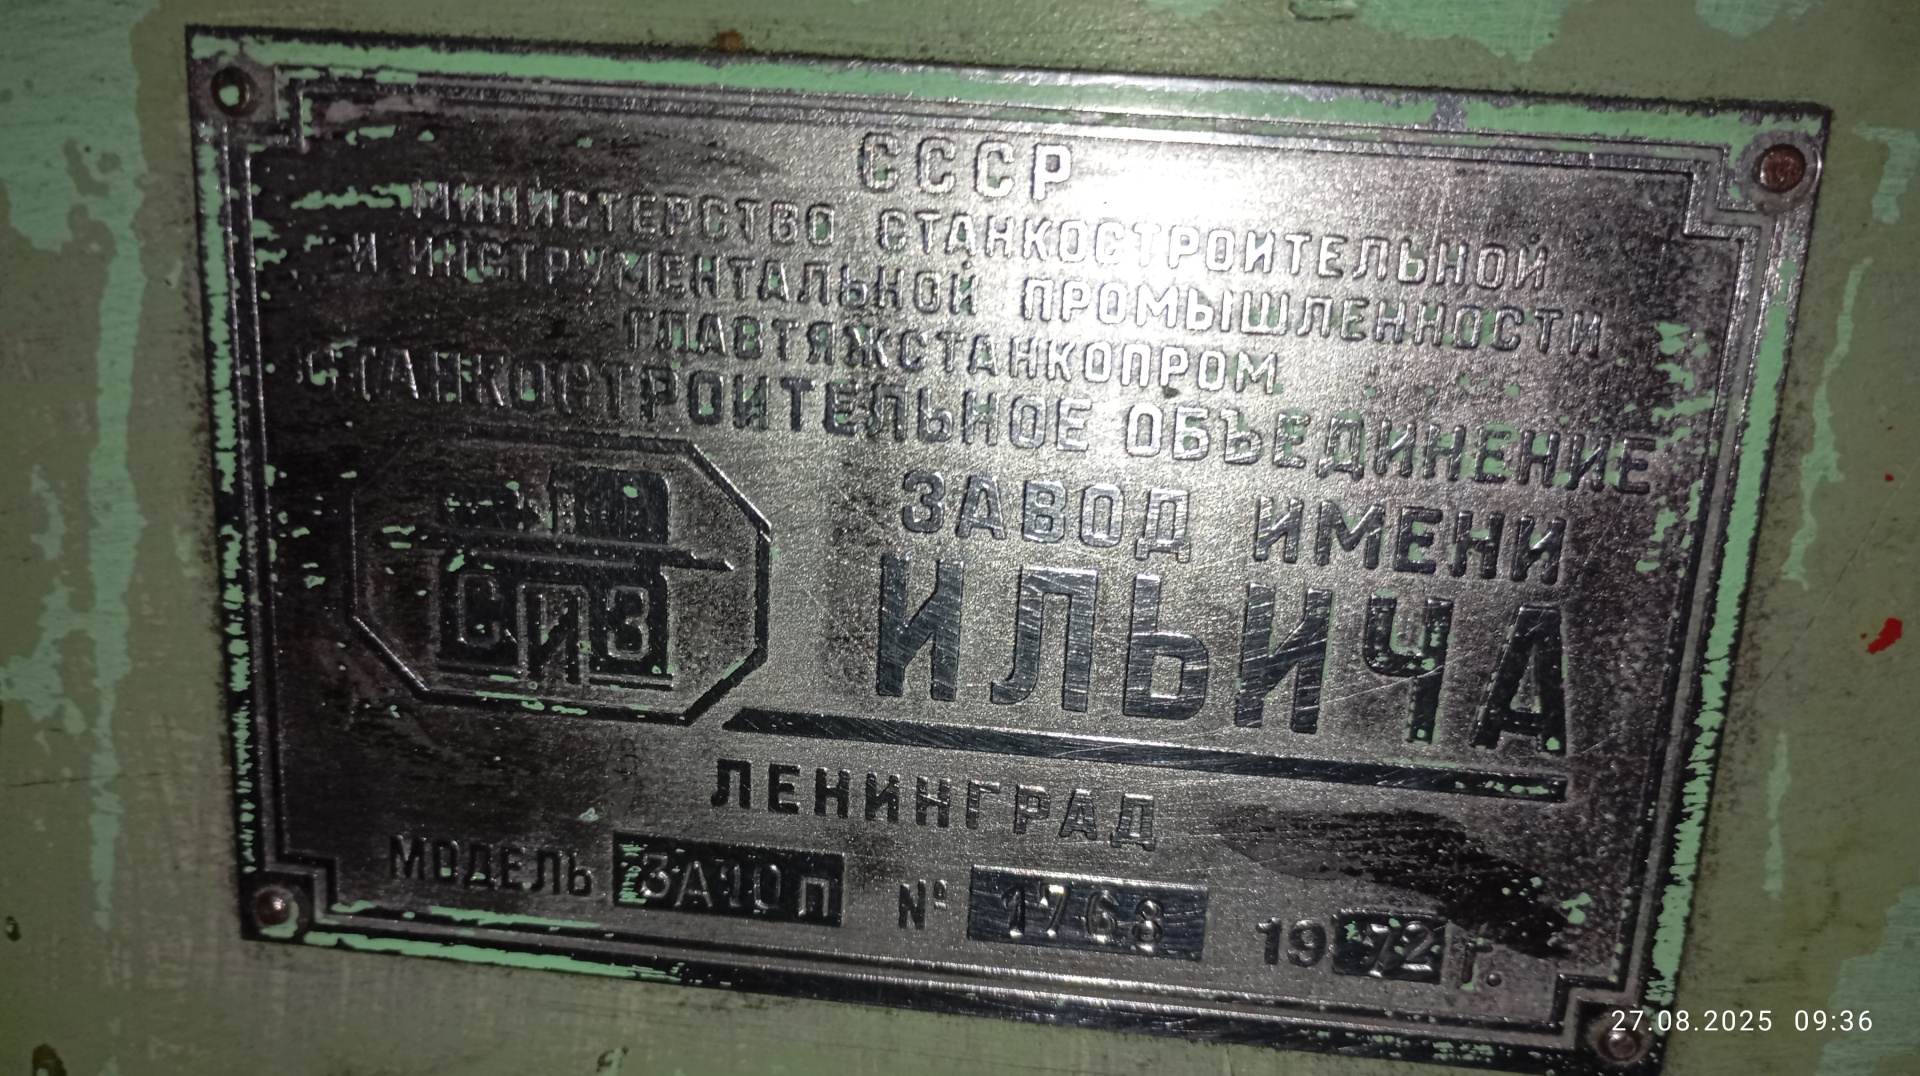 СССР
МИНИСТЕРСТВО СТАНКОСТРОИТЕЛЬНОЙ
И ИНСТРУМЕНТАЛЬНОЙ ПРОМЫШЛЕННОСТИ
ГЛАВТЯЖСТАНКОПРОМ
СТАНКОСТРОИТЕЛЬНОЕ ОБЪЕДИНЕНИЕ
СИЗ
ЗАВОД ИМЕНИ
ИЛЬИЧА
ЛЕНИНГРАД
МОДЕЛЬ 3А10П № 1768 1972 г.
27.08.2025 09:36